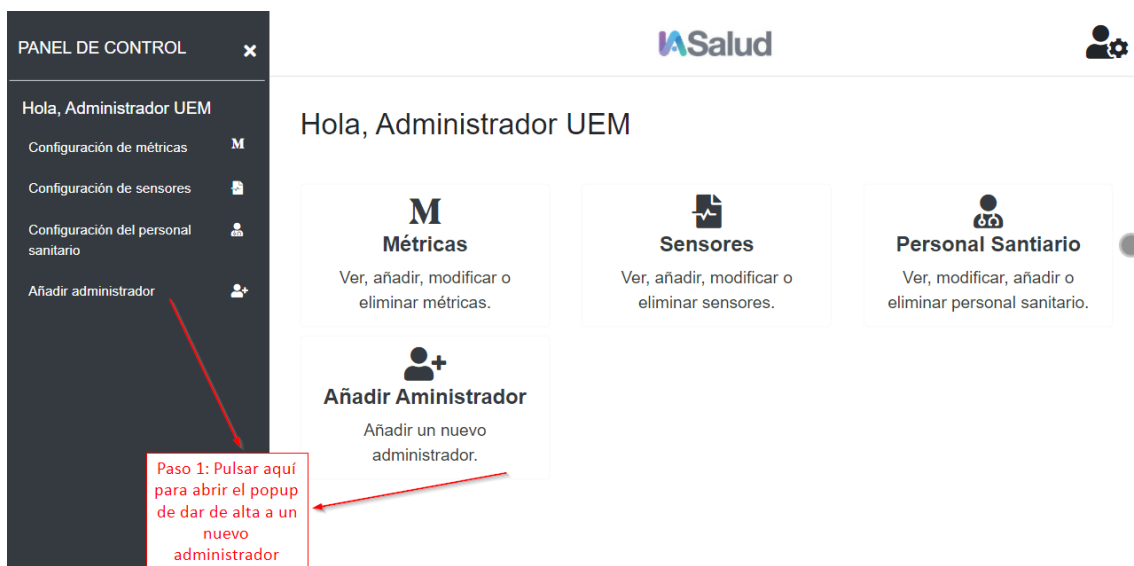 PANEL DE CONTROL
Hola, Administrador UEM
Configuración de métricas
M
Configuración de sensores
Configuración del personal
sanitario
Añadir administrador
IASalud
Hola, Administrador UEM
M
Métricas
Ver, añadir, modificar o
eliminar métricas.
Sensores
Ver, añadir, modificar o
eliminar sensores.
Personal Santiario
Ver, modificar, añadir o
eliminar personal sanitario.
Añadir Aministrador
Añadir un nuevo
administrador.
Paso 1: Pulsar aquí
para abrir el popup
de dar de alta a un
nuevo
administrador